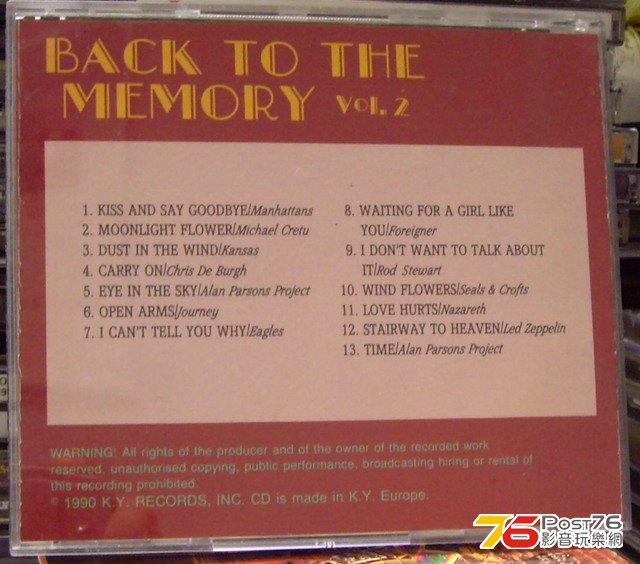 BACK TO THE
MEMORY VOL. 2
1. KISS AND SAY GOODBYE/Manhattans
2. MOONLIGHT FLOWER/Michael Cretu
3. DUST IN THE WIND/Kansas
4. CARRY ON/Chris De Burgh
5. EYE IN THE SKY/Alan Parsons Project
6. OPEN ARMS/Journey
7. I CAN'T TELL YOU WHY/Eagles
8. WAITING FOR A GIRL LIKE
YOU/Foreigner
9. I DON'T WANT TO TALK ABOUT
IT/Rod Stewart
10. WIND FLOWERS/Seals & Crofts
11. LOVE HURTS/Nazareth
12. STAIRWAY TO HEAVEN/Led Zeppelin
13. TIME/Alan Parsons Project
WARNING: All rights of the producer and of the owner of the recorded work
reserved, unauthorised copying, public performance, broadcasting hiring or rental of
this recording prohibited.
© 1990 K.Y. RECORDS, INC. CD is made in K.Y. Europe.
76 Post76
影音玩樂網